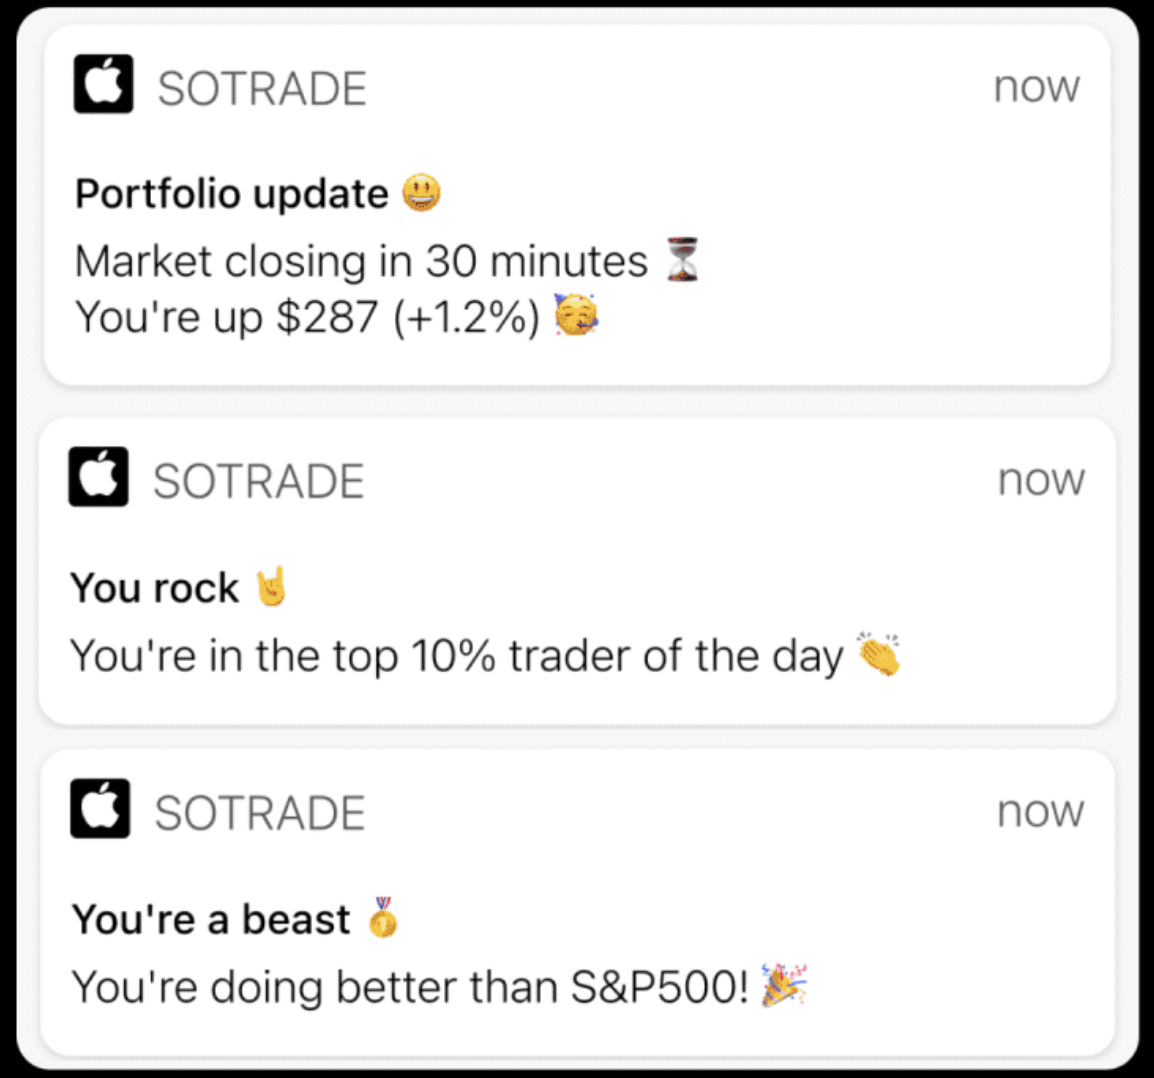 SOTRADE now
Portfolio update 😃
Market closing in 30 minutes ⏳
You're up $287 (+1.2%) 🥳
SOTRADE now
You rock 🤘
You're in the top 10% trader of the day 👏
SOTRADE now
You're a beast 🏅
You're doing better than S&P500! 🎉